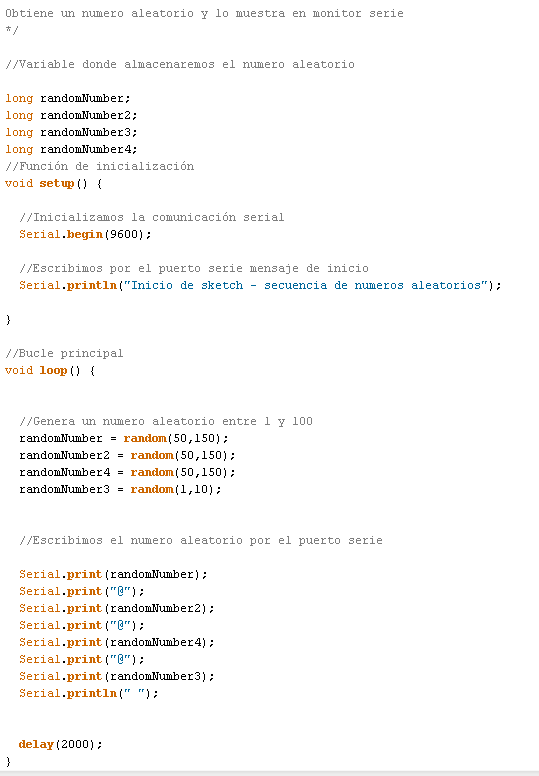 Obtiene un numero aleatorio y lo muestra en monitor serie
*/
//Variable donde almacenaremos el numero aleatorio
long randomNumber;
long randomNumber2;
long randomNumber3;
long randomNumber4;
//Función de inicialización
void setup() {
//Inicializamos la comunicación serial
Serial.begin(9600);
//Escribimos por el puerto serie mensaje de inicio
Serial.println("Inicio de sketch - secuencia de numeros aleatorios");
}
//Bucle principal
void loop() {
//Genera un numero aleatorio entre 1 y 100
randomNumber = random(50,150);
randomNumber2 = random(50,150);
randomNumber4 = random(50,150);
randomNumber3 = random(1,10);
//Escribimos el numero aleatorio por el puerto serie
Serial.print(randomNumber);
Serial.print("@");
Serial.print(randomNumber2);
Serial.print("@");
Serial.print(randomNumber4);
Serial.print("@");
Serial.print(randomNumber3);
Serial.println(" ");
delay(2000);
}